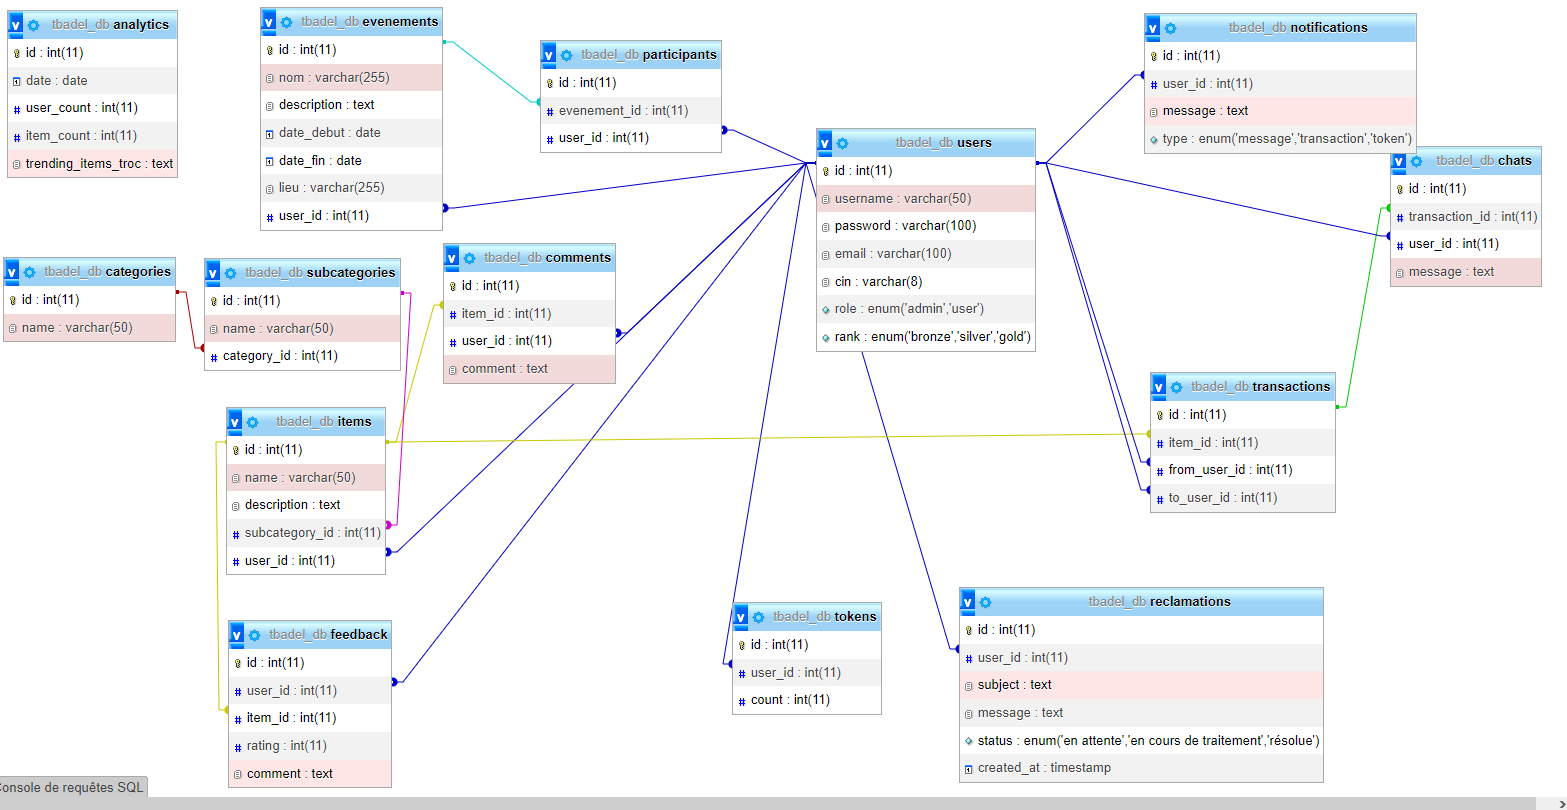 tbadel_db analytics
id : int(11)
date : date
user_count : int(11)
item_count : int(11)
trending_items_troc : text
tbadel_db evenements
id : int(11)
nom : varchar(255)
description : text
date_debut : date
date_fin : date
lieu : varchar(255)
user_id : int(11)
tbadel_db participants
id : int(11)
evenement_id : int(11)
user_id : int(11)
tbadel_db users
id : int(11)
username : varchar(50)
password : varchar(100)
email : varchar(100)
cin : varchar(8)
role : enum('admin','user')
rank : enum('bronze','silver','gold')
tbadel_db notifications
id : int(11)
user_id : int(11)
message : text
type : enum('message','transaction','token')
tbadel_db chats
id : int(11)
transaction_id : int(11)
user_id : int(11)
message : text
tbadel_db categories
id : int(11)
name : varchar(50)
tbadel_db subcategories
id : int(11)
name : varchar(50)
category_id : int(11)
tbadel_db comments
id : int(11)
item_id : int(11)
user_id : int(11)
comment : text
tbadel_db items
id : int(11)
name : varchar(50)
description : text
subcategory_id : int(11)
user_id : int(11)
tbadel_db transactions
id : int(11)
item_id : int(11)
from_user_id : int(11)
to_user_id : int(11)
tbadel_db feedback
id : int(11)
user_id : int(11)
item_id : int(11)
rating : int(11)
comment : text
tbadel_db tokens
id : int(11)
user_id : int(11)
count : int(11)
tbadel_db reclamations
id : int(11)
user_id : int(11)
subject : text
message : text
status : enum('en attente','en cours de traitement','résolue')
created_at : timestamp
Console de requêtes SQL